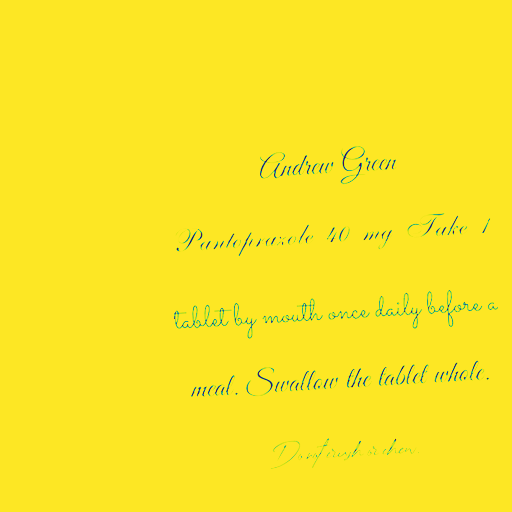 Andrew Green
Pantoprazole 40 mg Take 1
tablet by mouth once daily before a
meal. Swallow the tablet whole.
Do not crush or chew